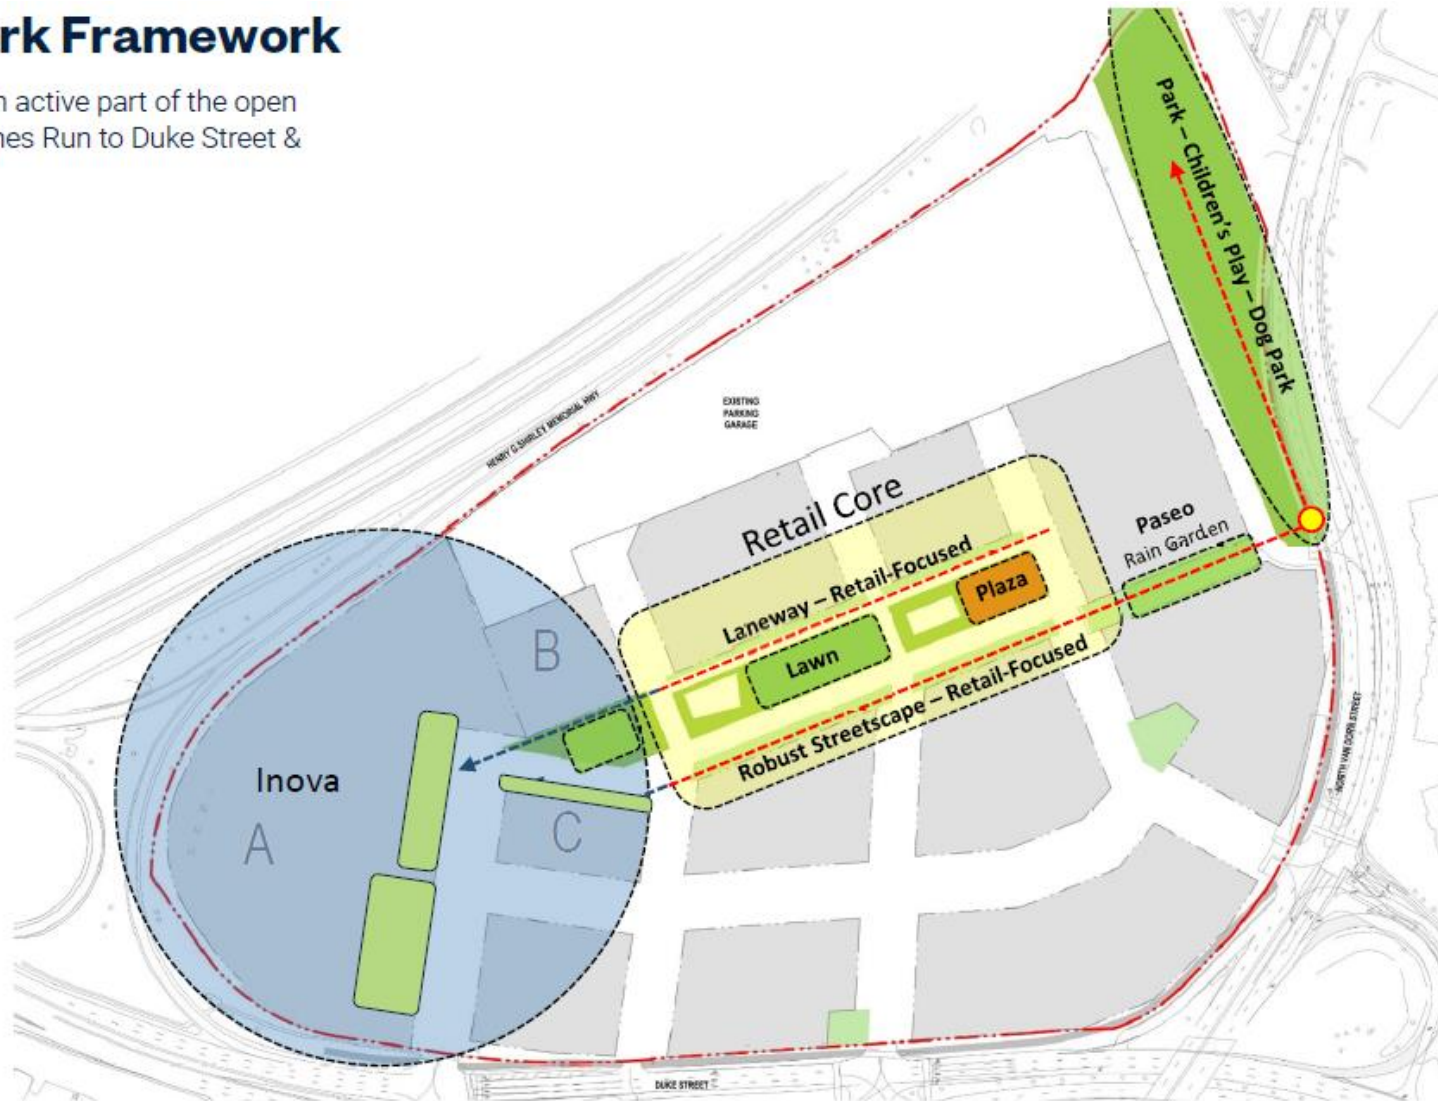 rk Framework
n active part of the open
nes Run to Duke Street &
Park – Children's Play – Dog Park
HENRY G SHIRLEY MEMORIAL HWY
EXISTING
PARKING
GARAGE
Retail Core
Paseo
Rain Garden
Laneway – Retail-Focused
Plaza
Lawn
Robust Streetscape – Retail-Focused
B
Inova
A
C
NORTH VAN DORN STREET
DUKE STREET